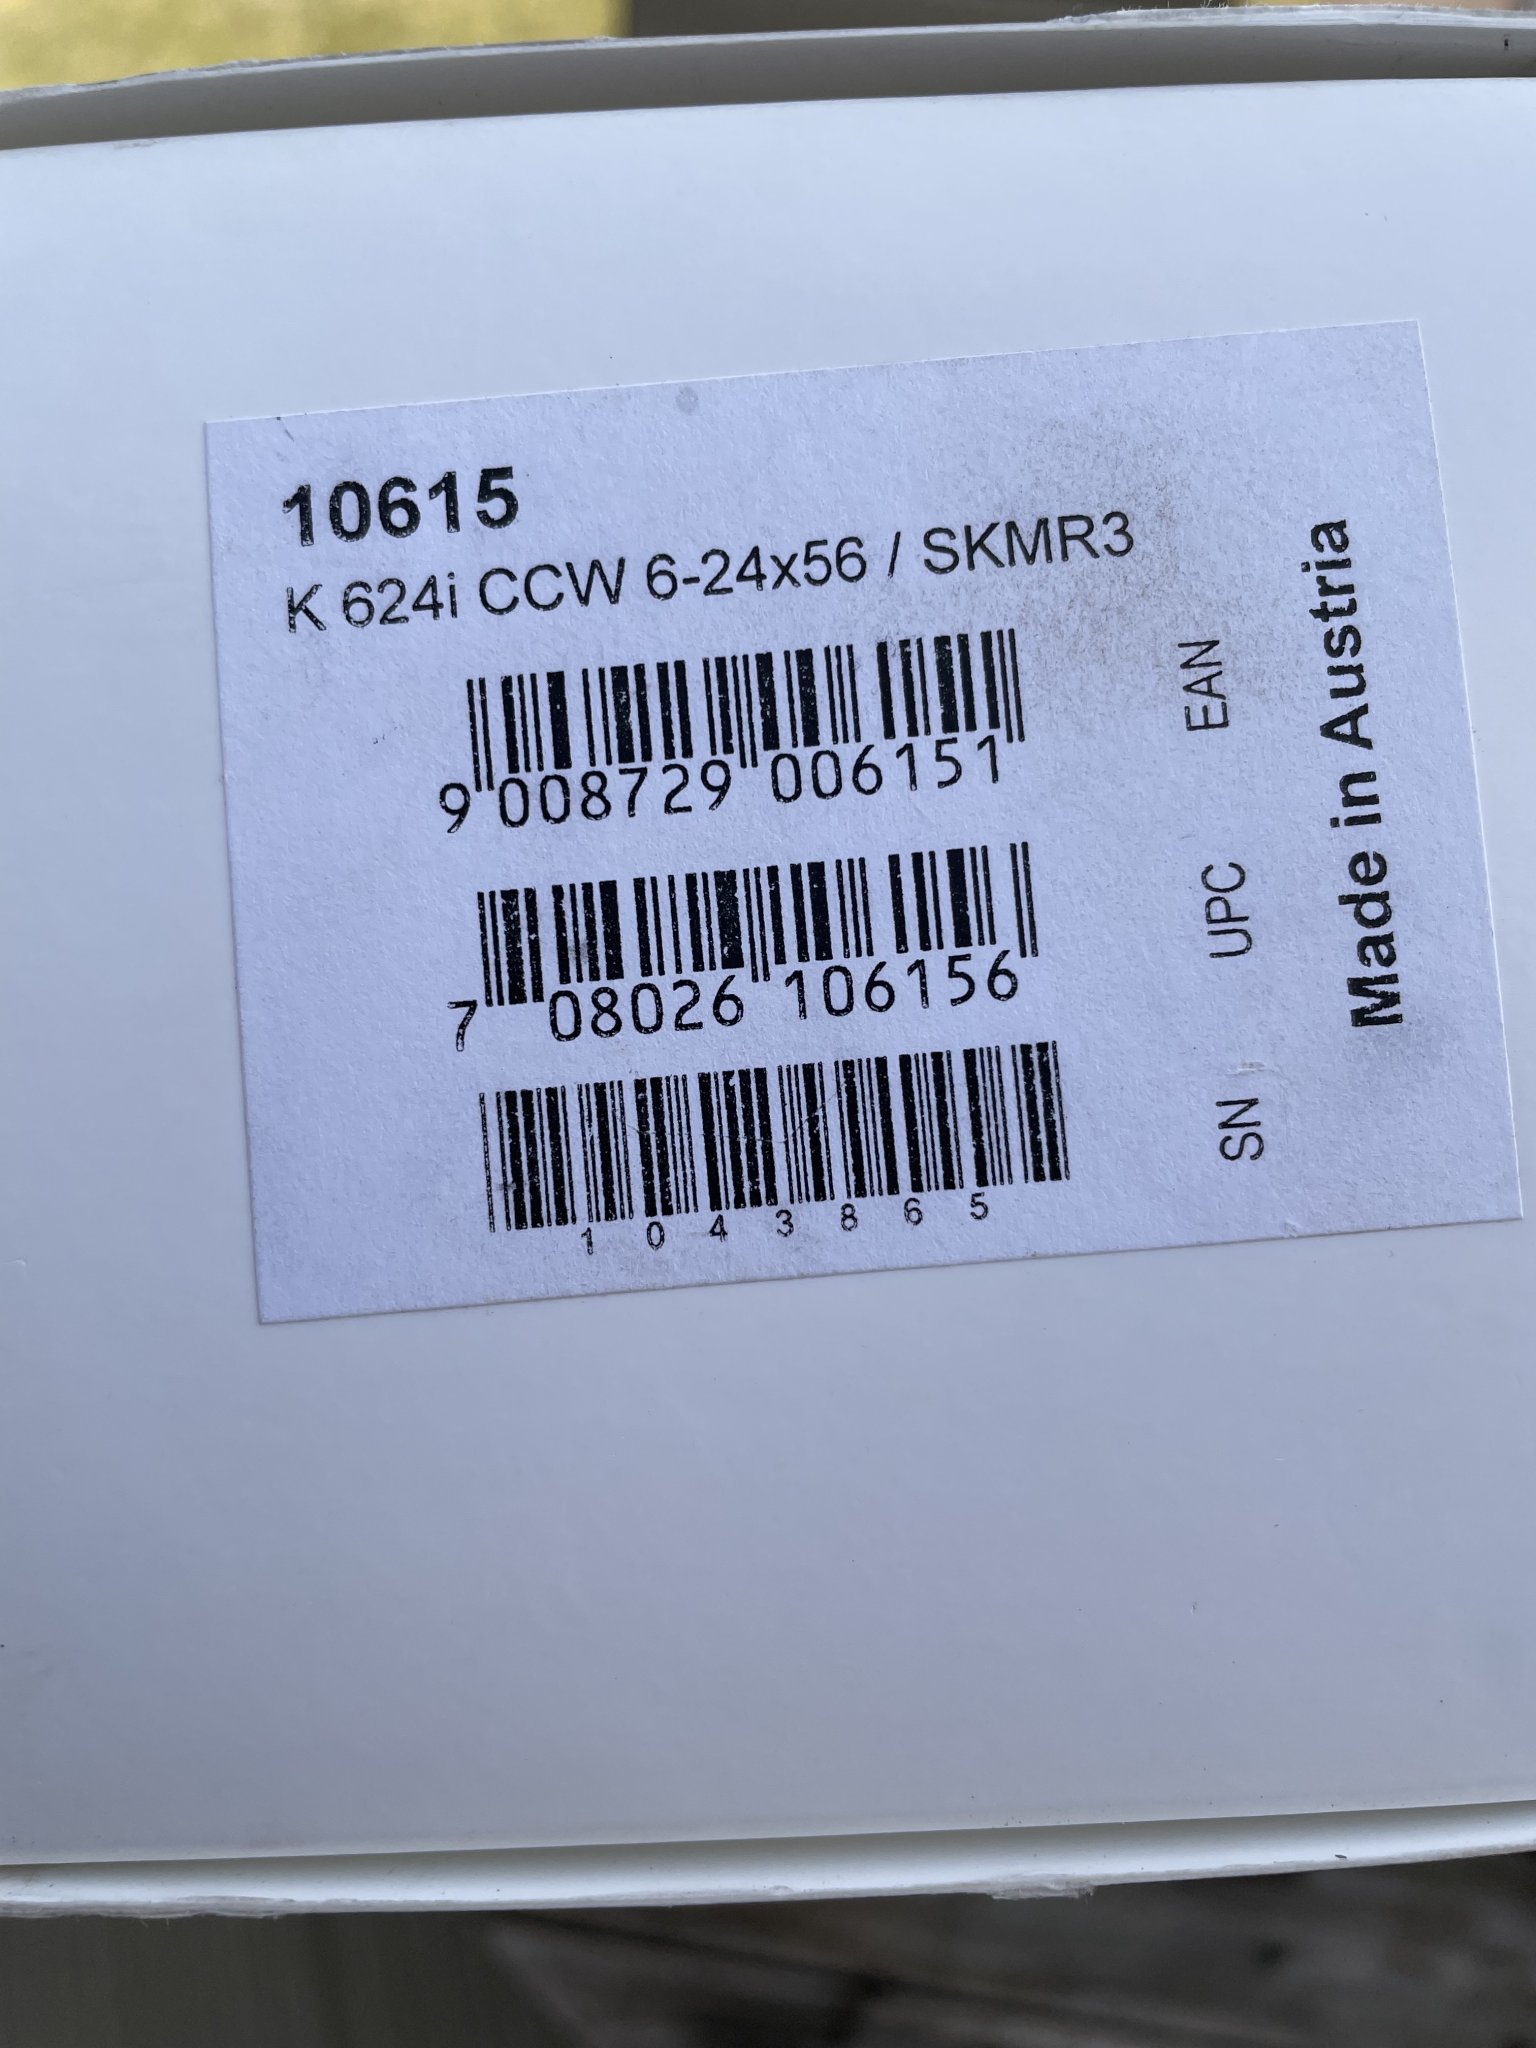 10615
K 624i CCW 6-24x56 / SKMR3
9 008729 006151
EAN
7 08026 106156
UPC
1043865
SN
Made in Austria